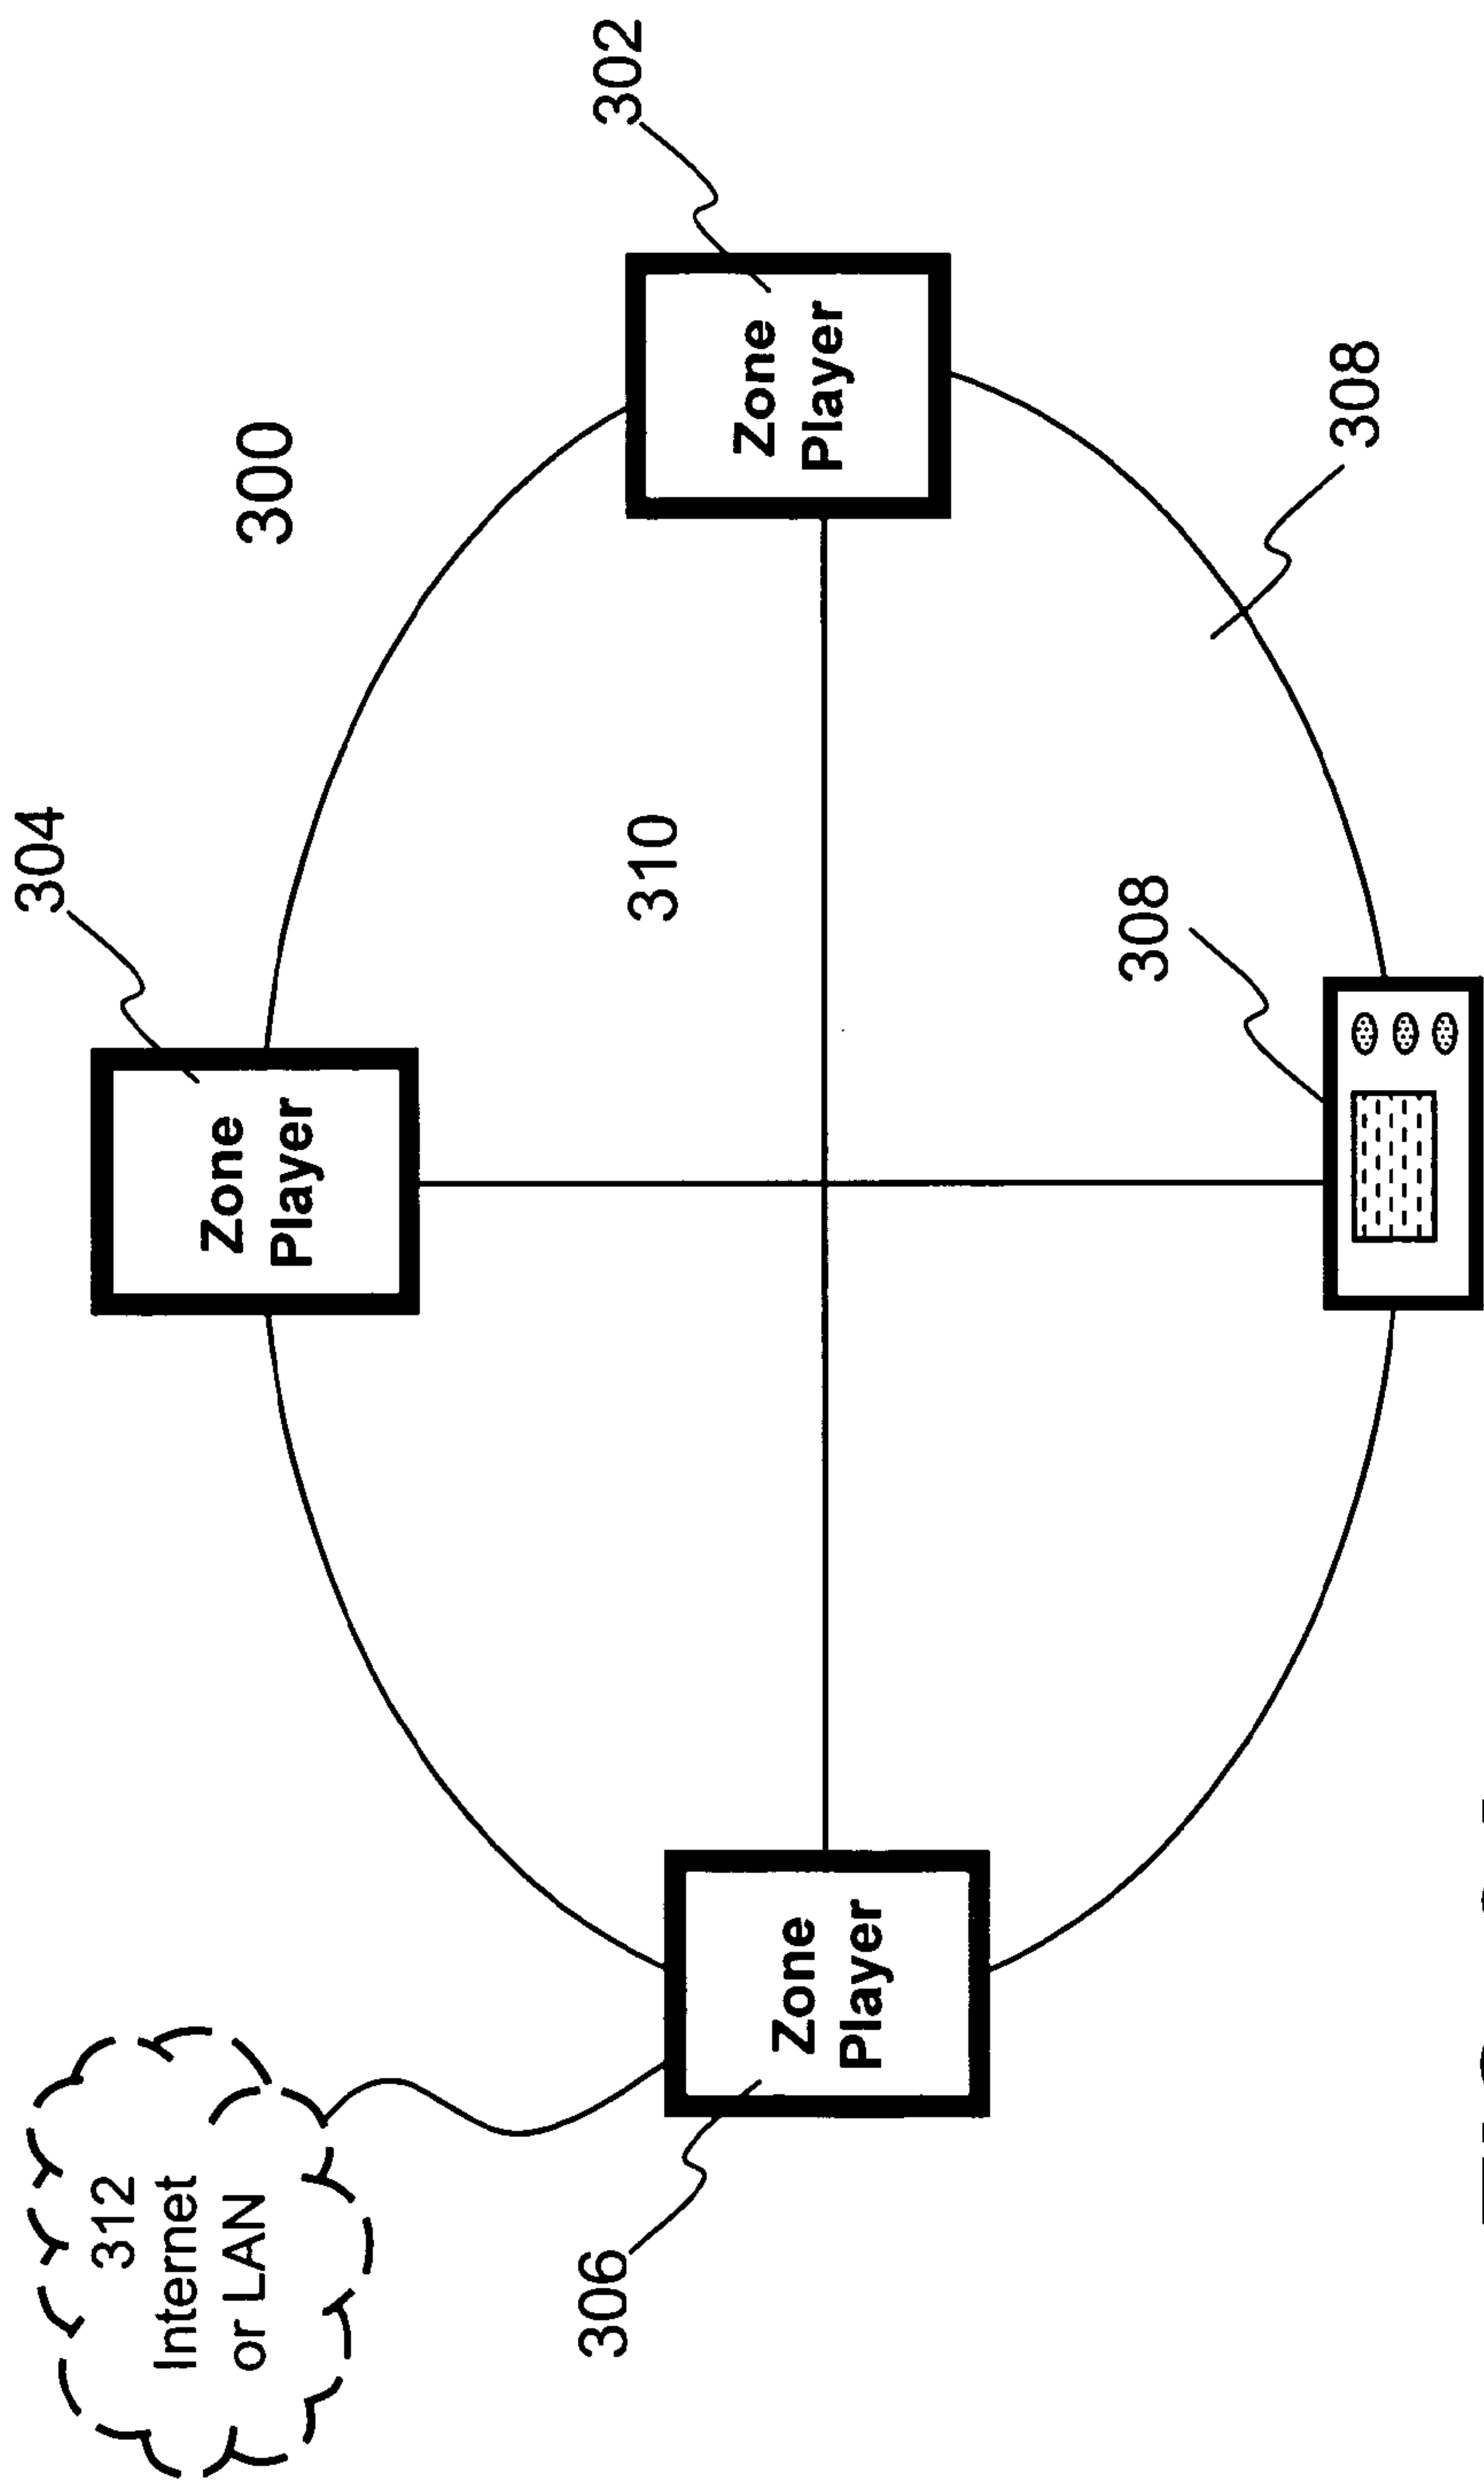 304
312
Internet
or LAN
Zone
Player
300
306
302
310
Zone
Player
Zone
Player
308
308